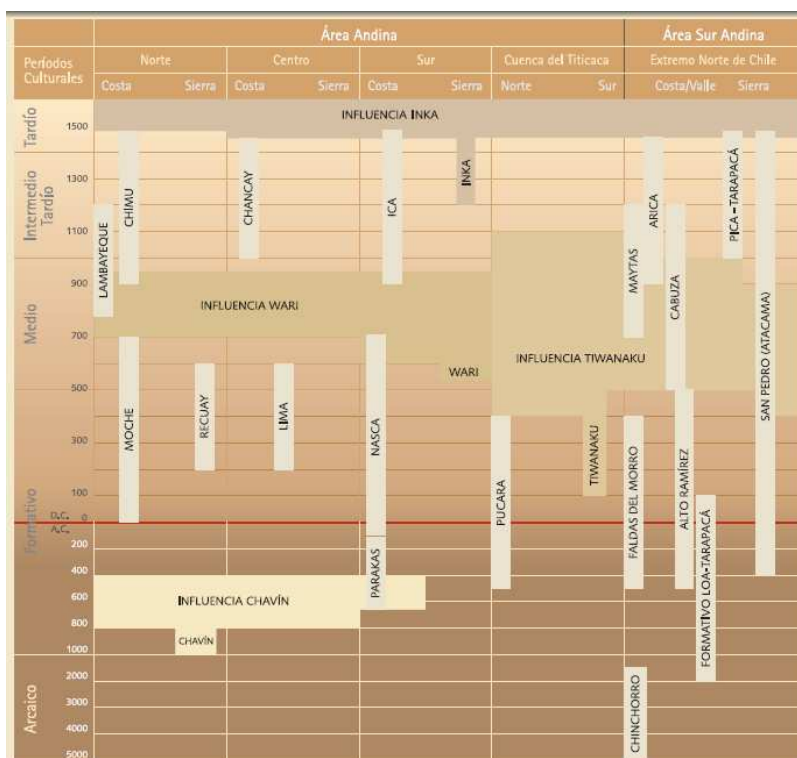 Área Andina
Área Sur Andina
Períodos
Culturales
Norte
Centro
Sur
Cuenca del Titicaca
Extremo Norte de Chile
Costa
Sierra
Costa
Sierra
Costa
Sierra
Norte
Sur
Costa/Valle
Sierra
Tardío
1500
INFLUENCIA INKA
Intermedio
Tardío
1300
1100
LAMBAYEQUE
CHIMU
CHANCAY
ICA
INKA
MAYTAS
ARICA
CABUZA
PICA-TARAPACÁ
SAN PEDRO (ATACAMA)
Medio
900
700
500
INFLUENCIA WARI
WARI
INFLUENCIA TIWANAKU
MOCHE
RECUAY
LIMA
NASCA
PUCARA
TIWANAKU
FALDAS DEL MORRO
ALTO RAMÍREZ
FORMATIVO LOA-TARAPACÁ
Formativo
300
100
D.C.
0
A.C.
200
400
600
800
1000
PARAKAS
INFLUENCIA CHAVÍN
CHAVÍN
Arcaico
2000
3000
4000
5000
CHINCHORRO